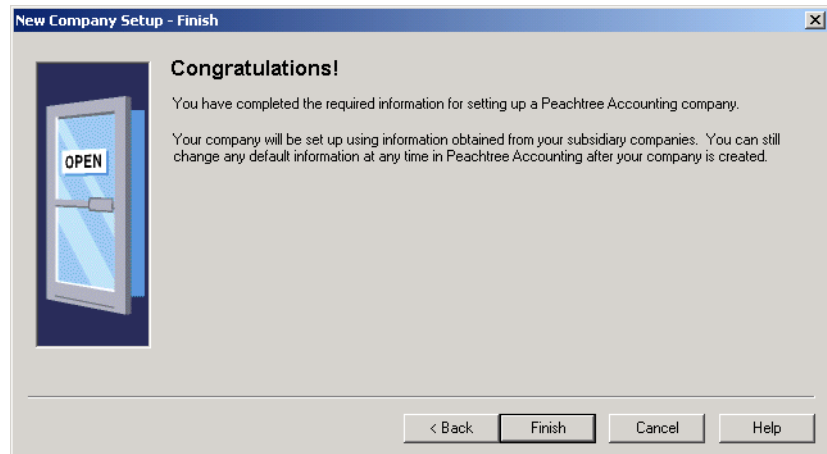 New Company Setup - Finish
Congratulations!
You have completed the required information for setting up a Peachtree Accounting company.
Your company will be set up using information obtained from your subsidiary companies. You can still
change any default information at any time in Peachtree Accounting after your company is created.
OPEN
< Back Finish Cancel Help